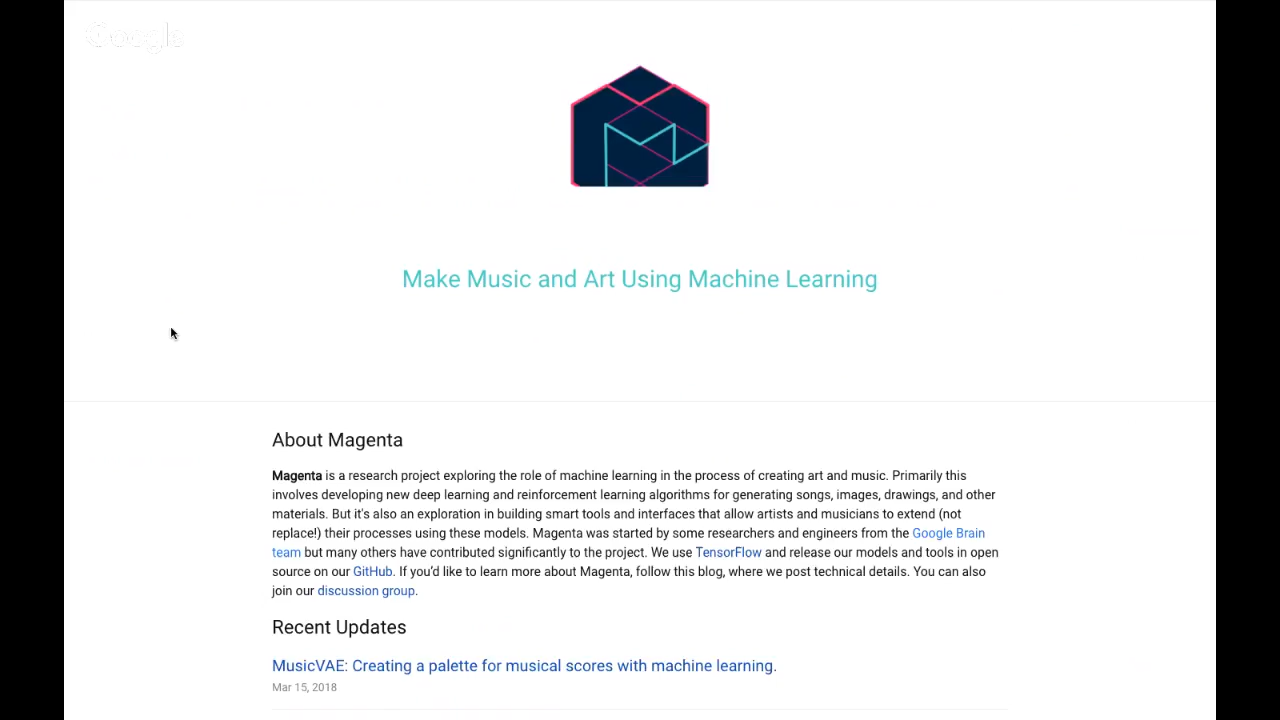 Google
Make Music and Art Using Machine Learning
About Magenta
Magenta is a research project exploring the role of machine learning in the process of creating art and music. Primarily this
involves developing new deep learning and reinforcement learning algorithms for generating songs, images, drawings, and other
materials. But it's also an exploration in building smart tools and interfaces that allow artists and musicians to extend (not
replace!) their processes using these models. Magenta was started by some researchers and engineers from the Google Brain
team but many others have contributed significantly to the project. We use TensorFlow and release our models and tools in open
source on our GitHub. If you’d like to learn more about Magenta, follow this blog, where we post technical details. You can also
join our discussion group.
Recent Updates
MusicVAE: Creating a palette for musical scores with machine learning.
Mar 15, 2018